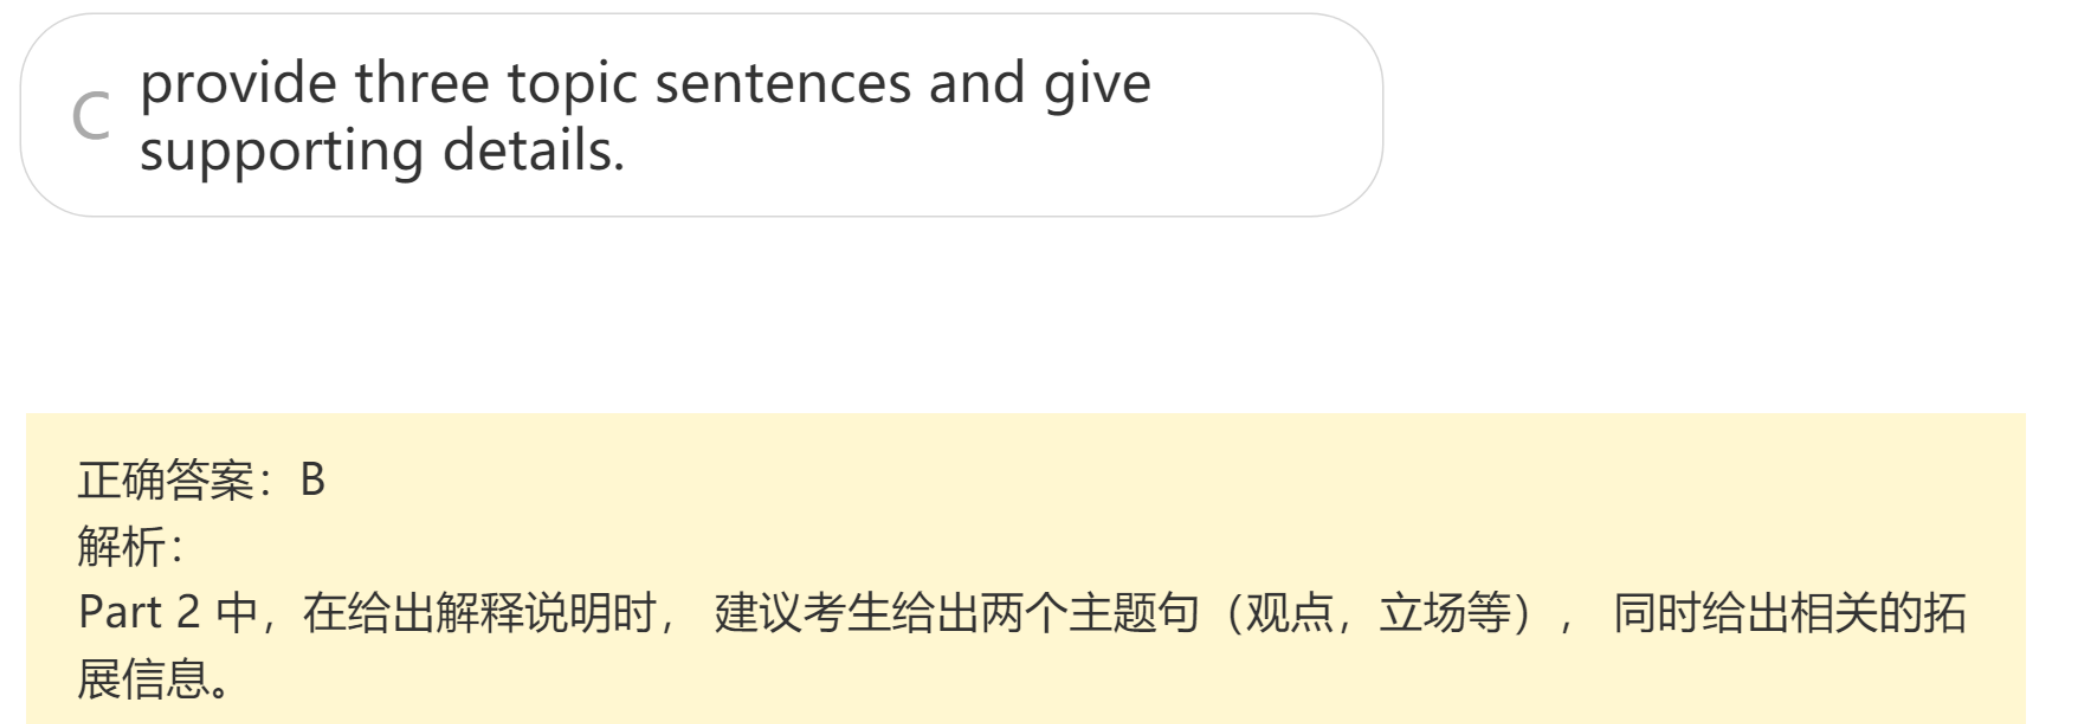 C
provide three topic sentences and give
supporting details.
正确答案：B
解析：
Part 2 中，在给出解释说明时， 建议考生给出两个主题句（观点，立场等）， 同时给出相关的拓
展信息。